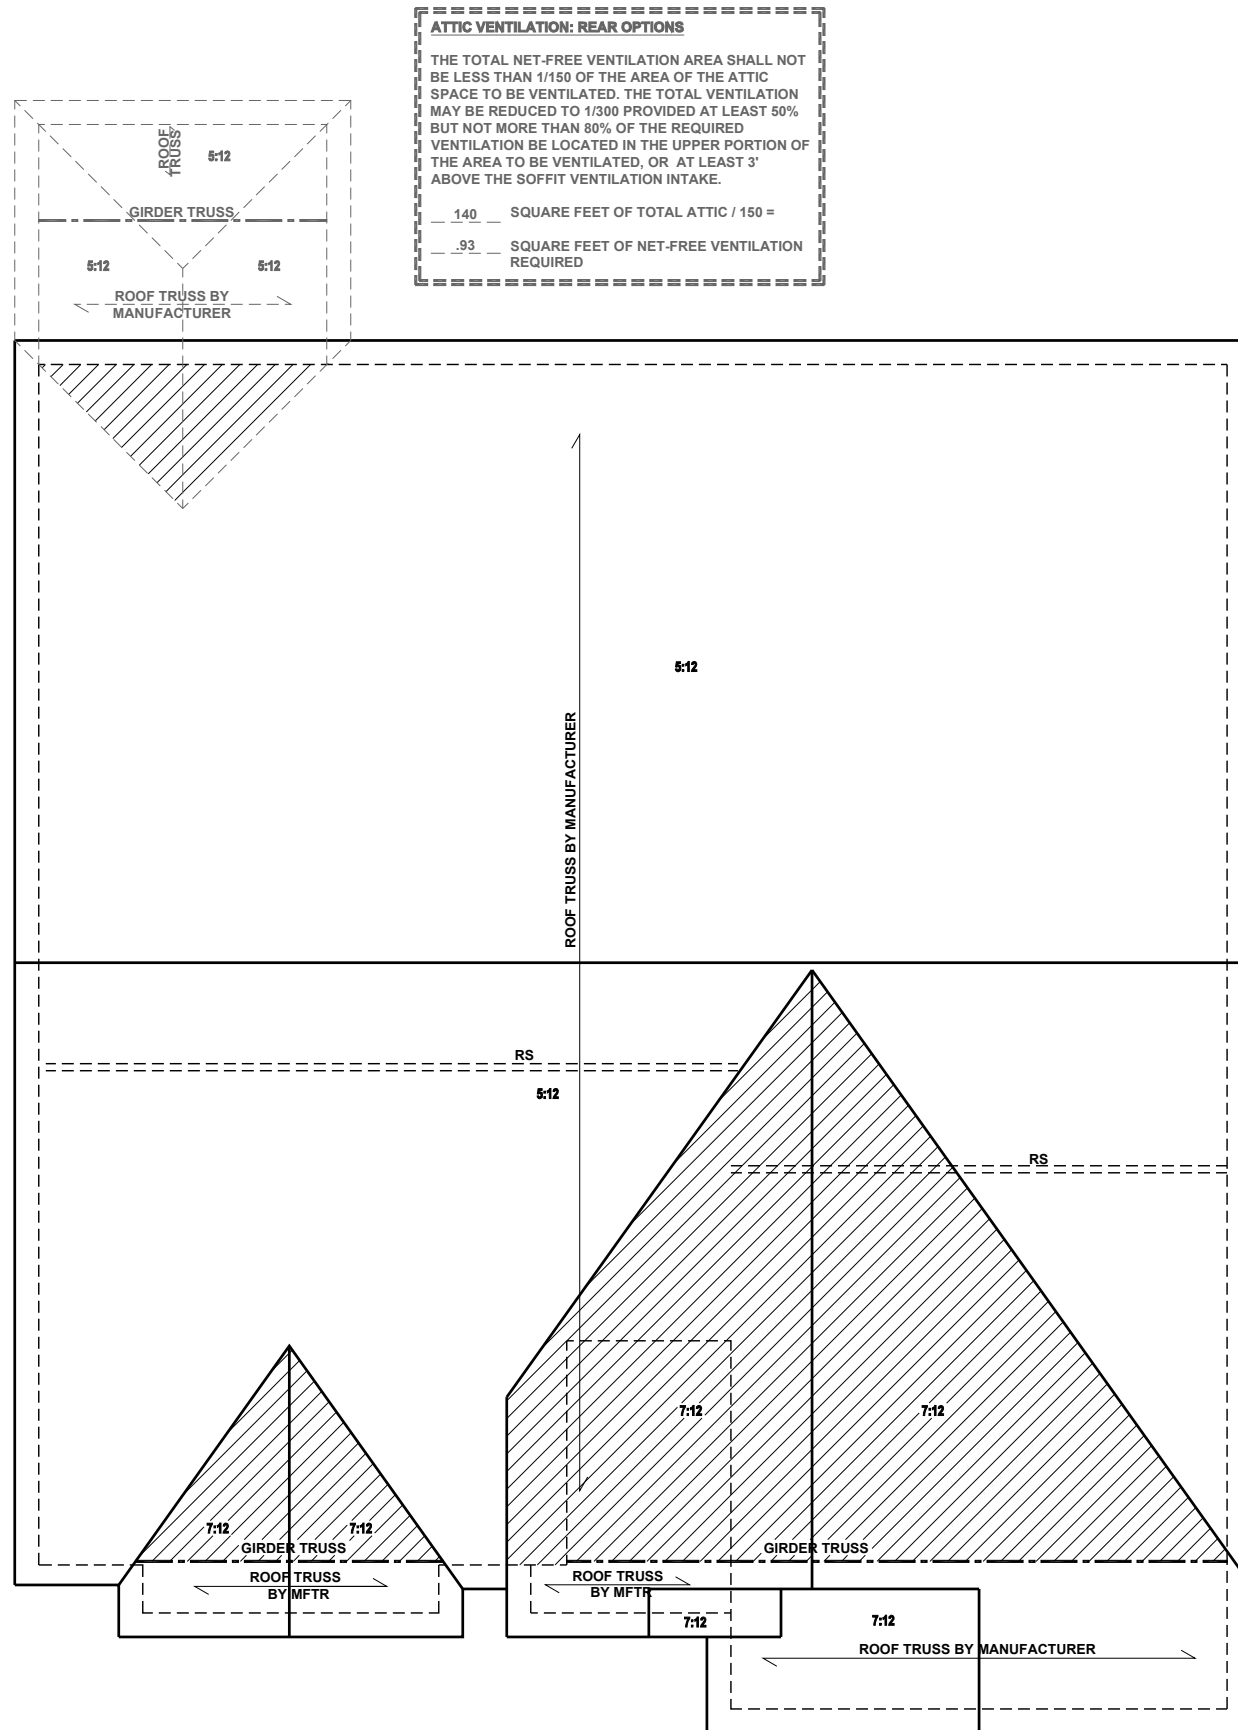 ATTIC VENTILATION: REAR OPTIONS
THE TOTAL NET-FREE VENTILATION AREA SHALL NOT
BE LESS THAN 1/150 OF THE AREA OF THE ATTIC
SPACE TO BE VENTILATED. THE TOTAL VENTILATION
MAY BE REDUCED TO 1/300 PROVIDED AT LEAST 50%
BUT NOT MORE THAN 80% OF THE REQUIRED
VENTILATION BE LOCATED IN THE UPPER PORTION OF
THE AREA TO BE VENTILATED, OR AT LEAST 3'
ABOVE THE SOFFIT VENTILATION INTAKE.
140 SQUARE FEET OF TOTAL ATTIC / 150 =
.93 SQUARE FEET OF NET-FREE VENTILATION
REQUIRED
ROOF
TRUSS
5:12
GIRDER TRUSS
5:12
5:12
ROOF TRUSS BY
MANUFACTURER
5:12
ROOF TRUSS BY MANUFACTURER
RS
5:12
RS
7:12
7:12
7:12
7:12
GIRDER TRUSS
GIRDER TRUSS
ROOF TRUSS
BY MFTR
ROOF TRUSS
BY MFTR
7:12
7:12
ROOF TRUSS BY MANUFACTURER